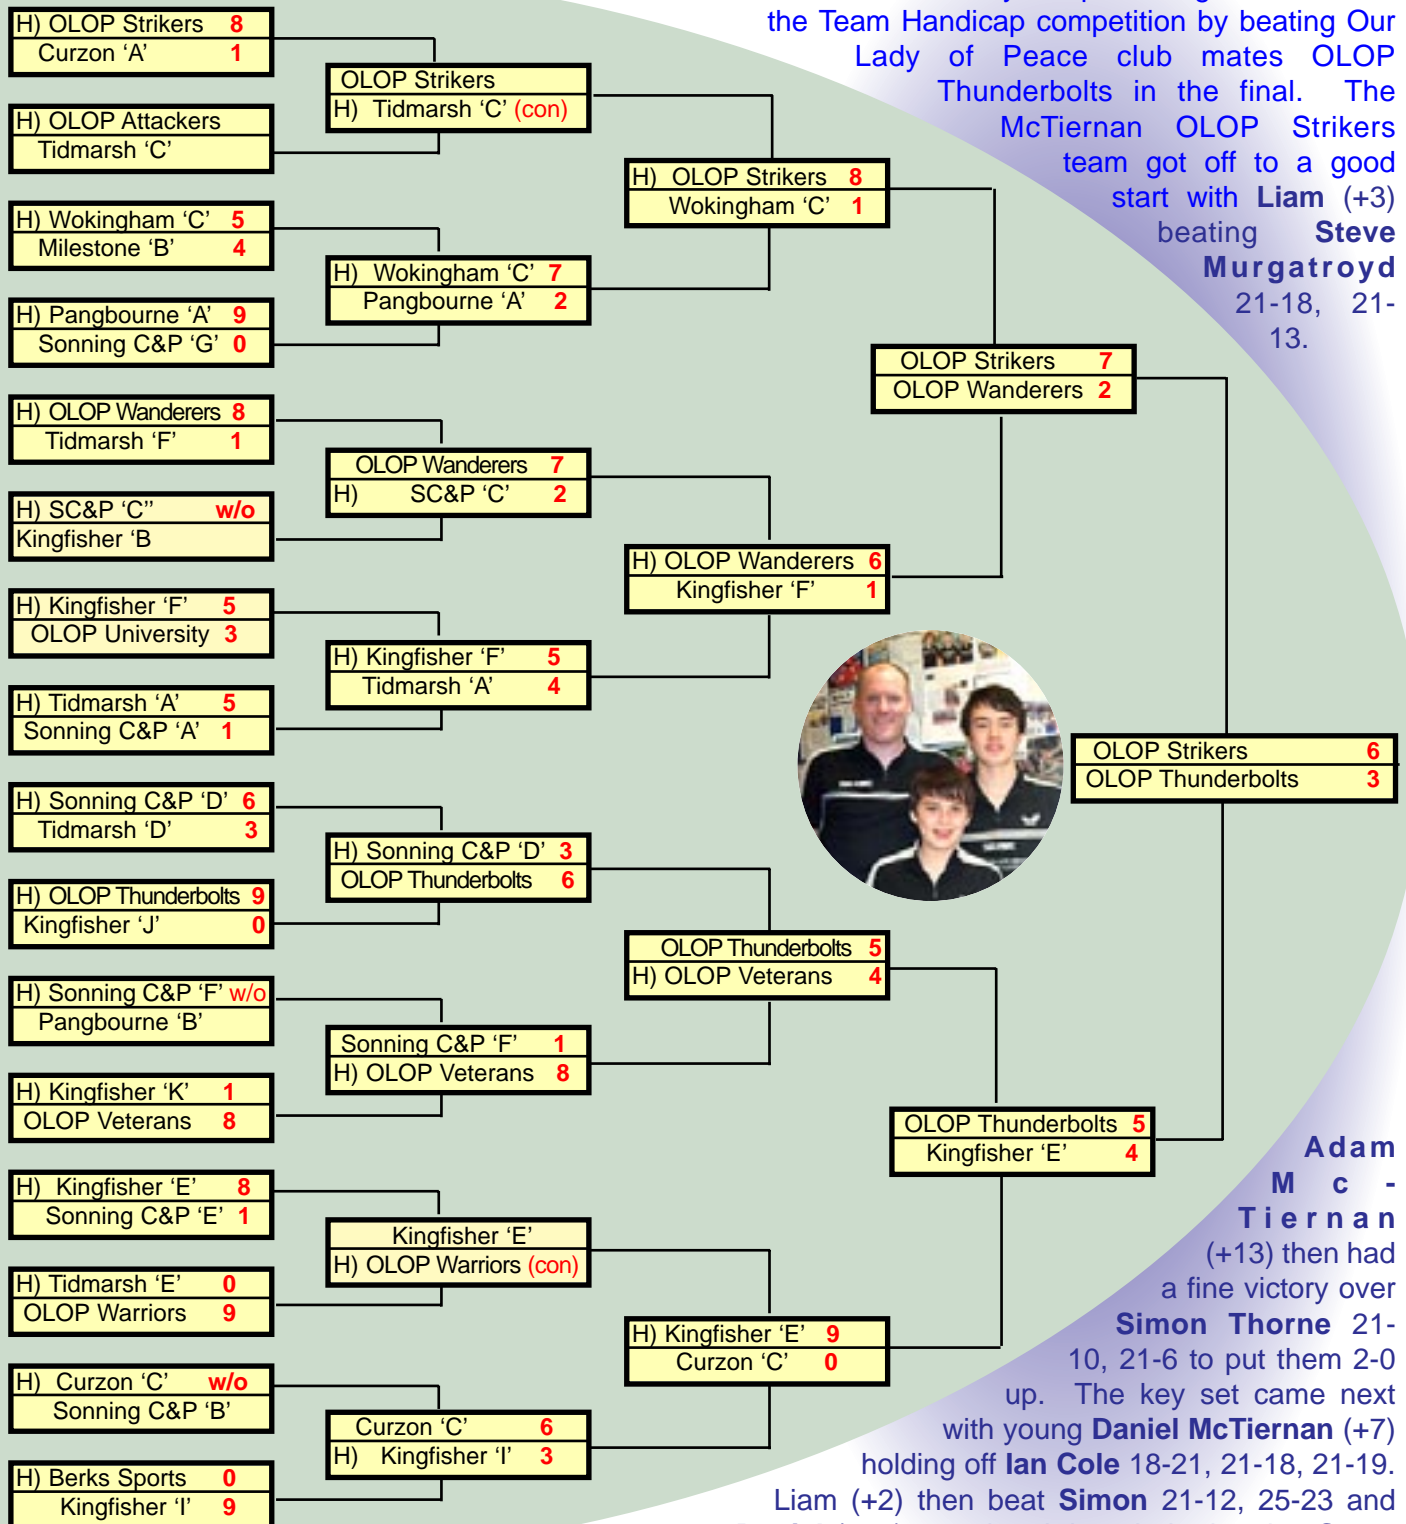 H) OLOP Strikers 8
Curzon ‘A’ 1
H) OLOP Attackers
Tidmarsh ‘C’
H) Wokingham ‘C’ 5
Milestone ‘B’ 4
H) Pangbourne ‘A’ 9
Sonning C&P ‘G’ 0
H) OLOP Wanderers 8
Tidmarsh ‘F’ 1
H) SC&P ‘C’’ w/o
Kingfisher ‘B
H) Kingfisher ‘F’ 5
OLOP University 3
H) Tidmarsh ‘A’ 5
Sonning C&P ‘A’ 1
H) Sonning C&P ‘D’ 6
Tidmarsh ‘D’ 3
H) OLOP Thunderbolts 9
Kingfisher ‘J’ 0
H) Sonning C&P ‘F’ w/o
Pangbourne ‘B’
H) Kingfisher ‘K’ 1
OLOP Veterans 8
H) Kingfisher ‘E’ 8
Sonning C&P ‘E’ 1
H) Tidmarsh ‘E’ 0
OLOP Warriors 9
H) Curzon ‘C’ w/o
Sonning C&P ‘B’
H) Berks Sports 0
Kingfisher ‘I’ 9
OLOP Strikers
H) Tidmarsh ‘C’ (con)
H) Wokingham ‘C’ 7
Pangbourne ‘A’ 2
OLOP Wanderers 7
H) SC&P ‘C’ 2
H) Kingfisher ‘F’ 5
Tidmarsh ‘A’ 4
H) Sonning C&P ‘D’ 3
OLOP Thunderbolts 6
Sonning C&P ‘F’ 1
H) OLOP Veterans 8
Kingfisher ‘E’
H) OLOP Warriors (con)
Curzon ‘C’ 6
H) Kingfisher ‘I’ 3
H) OLOP Strikers 8
Wokingham ‘C’ 1
H) OLOP Wanderers 6
Kingfisher ‘F’ 1
OLOP Thunderbolts 5
H) OLOP Veterans 4
H) Kingfisher ‘E’ 9
Curzon ‘C’ 0
OLOP Strikers 7
OLOP Wanderers 2
OLOP Thunderbolts 5
Kingfisher ‘E’ 4
OLOP Strikers 6
OLOP Thunderbolts 3
the Team Handicap competition by beating Our
Lady of Peace club mates OLOP
Thunderbolts in the final. The
McTiernan OLOP Strikers
team got off to a good
start with Liam (+3)
beating Steve
Murgatroyd
21-18, 21-
13.
Adam
Mc-
Tiernan
(+13) then had
a fine victory over
Simon Thorne 21-
10, 21-6 to put them 2-0
up. The key set came next
with young Daniel McTiernan (+7)
holding off Ian Cole 18-21, 21-18, 21-19.
Liam (+2) then beat Simon 21-12, 25-23 and